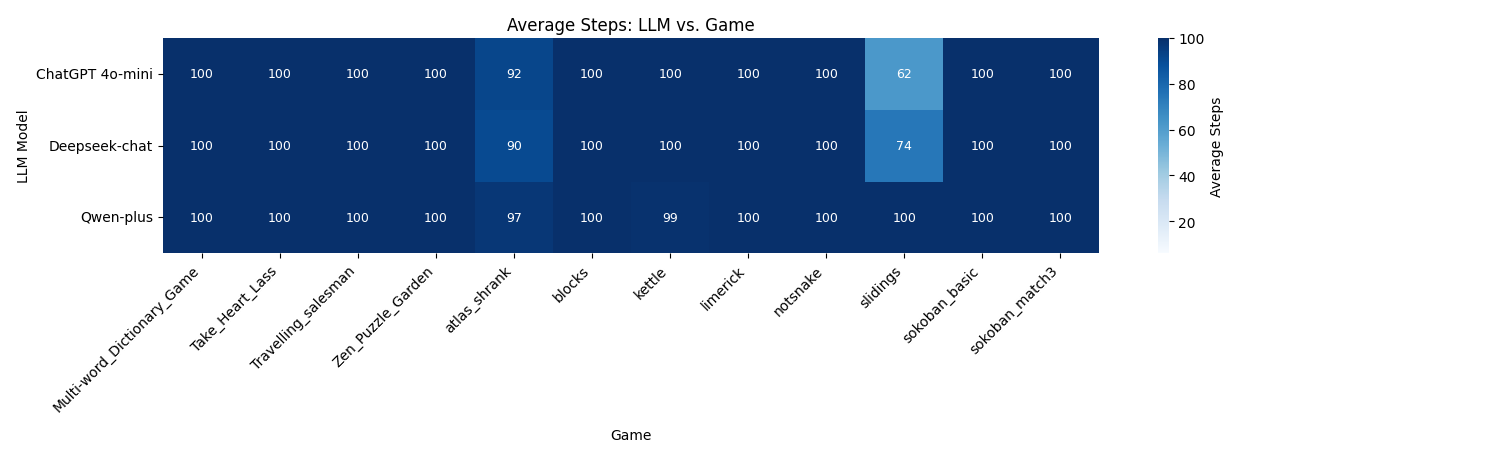 Average Steps: LLM vs. Game
LLM Model
ChatGPT 4o-mini 100 100 100 100 92 100 100 100 100 62 100 100
Deepseek-chat 100 100 100 100 90 100 100 100 100 74 100 100
Qwen-plus 100 100 100 100 97 100 99 100 100 100 100 100
Multi-word_Dictionary_Game
Take_Heart_Lass
Travelling_salesman
Zen_Puzzle_Garden
atlas_shrank
blocks
kettle
limerick
notsnake
slidings
sokoban_basic
sokoban_match3
Game
100
80
60
40
20
Average Steps